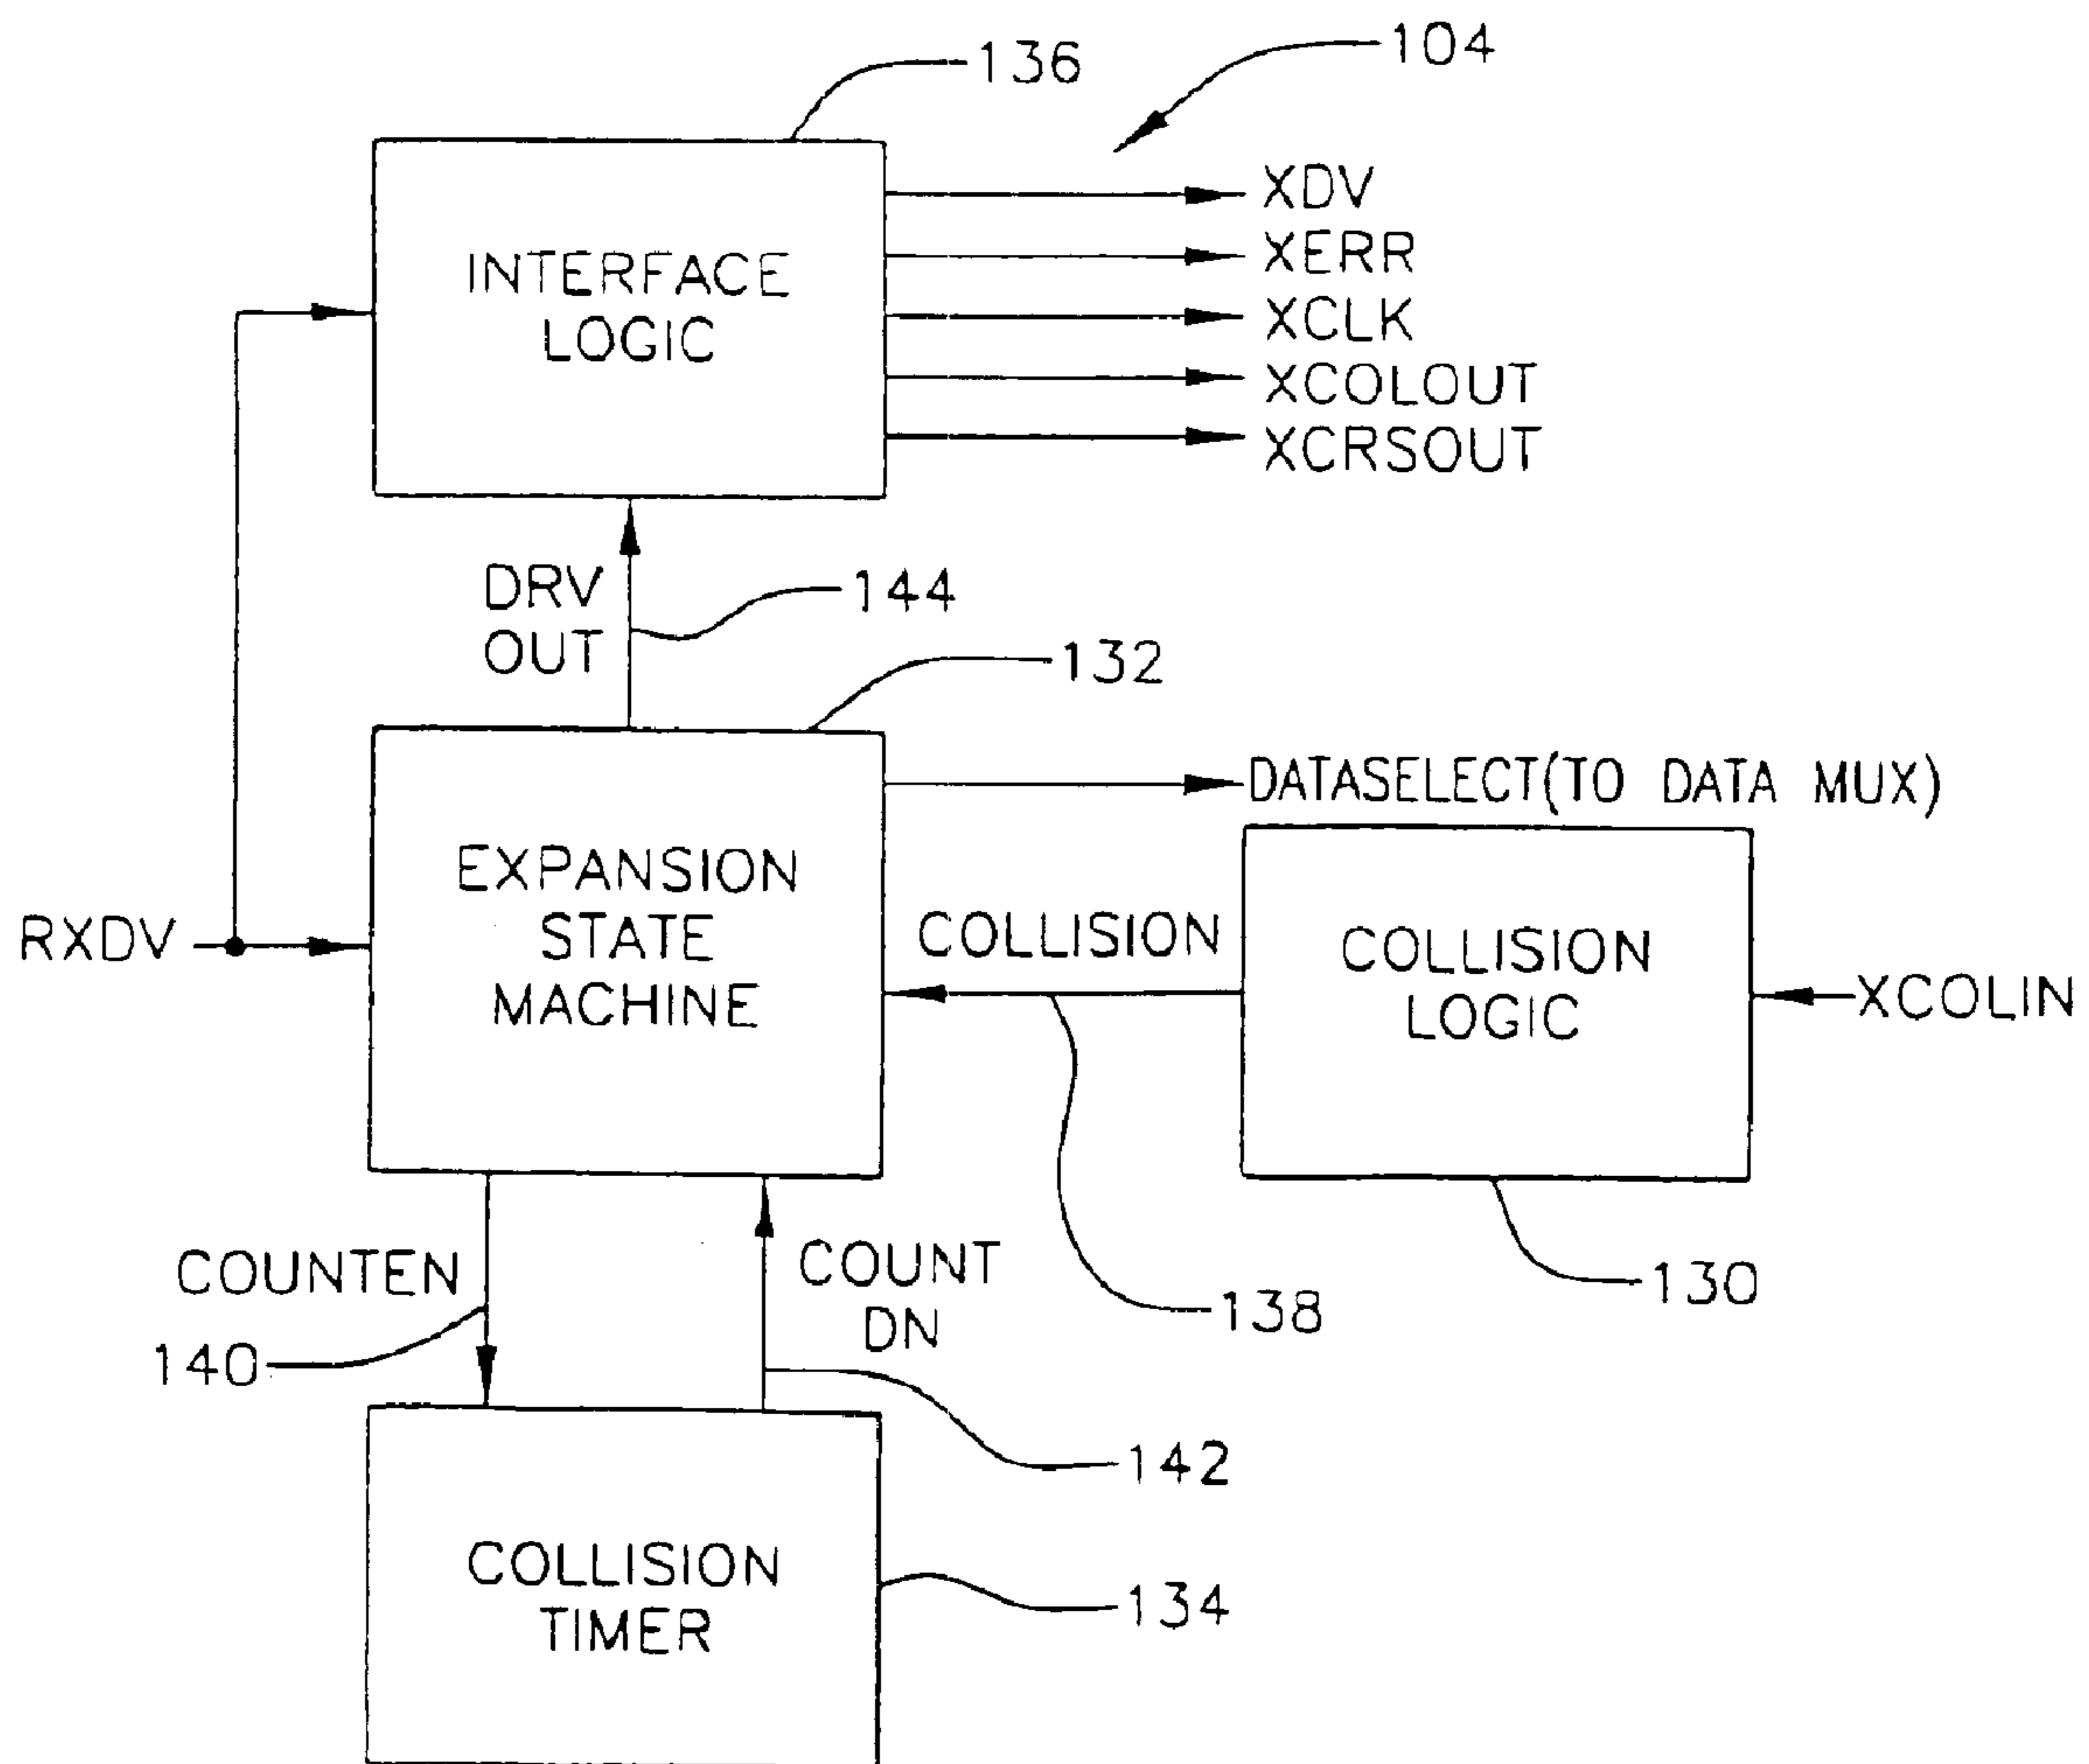 136
104
INTERFACE
LOGIC
XDV
XERR
XCLK
XCOLOUT
XCRSOUT
DRV
OUT
144
132
DATASELECT(TO DATA MUX)
EXPANSION
STATE
MACHINE
RXDV
COLLISION
COLLISION
LOGIC
XCOLIN
COUNTEN
COUNT
DN
130
138
140
142
COLLISION
TIMER
134